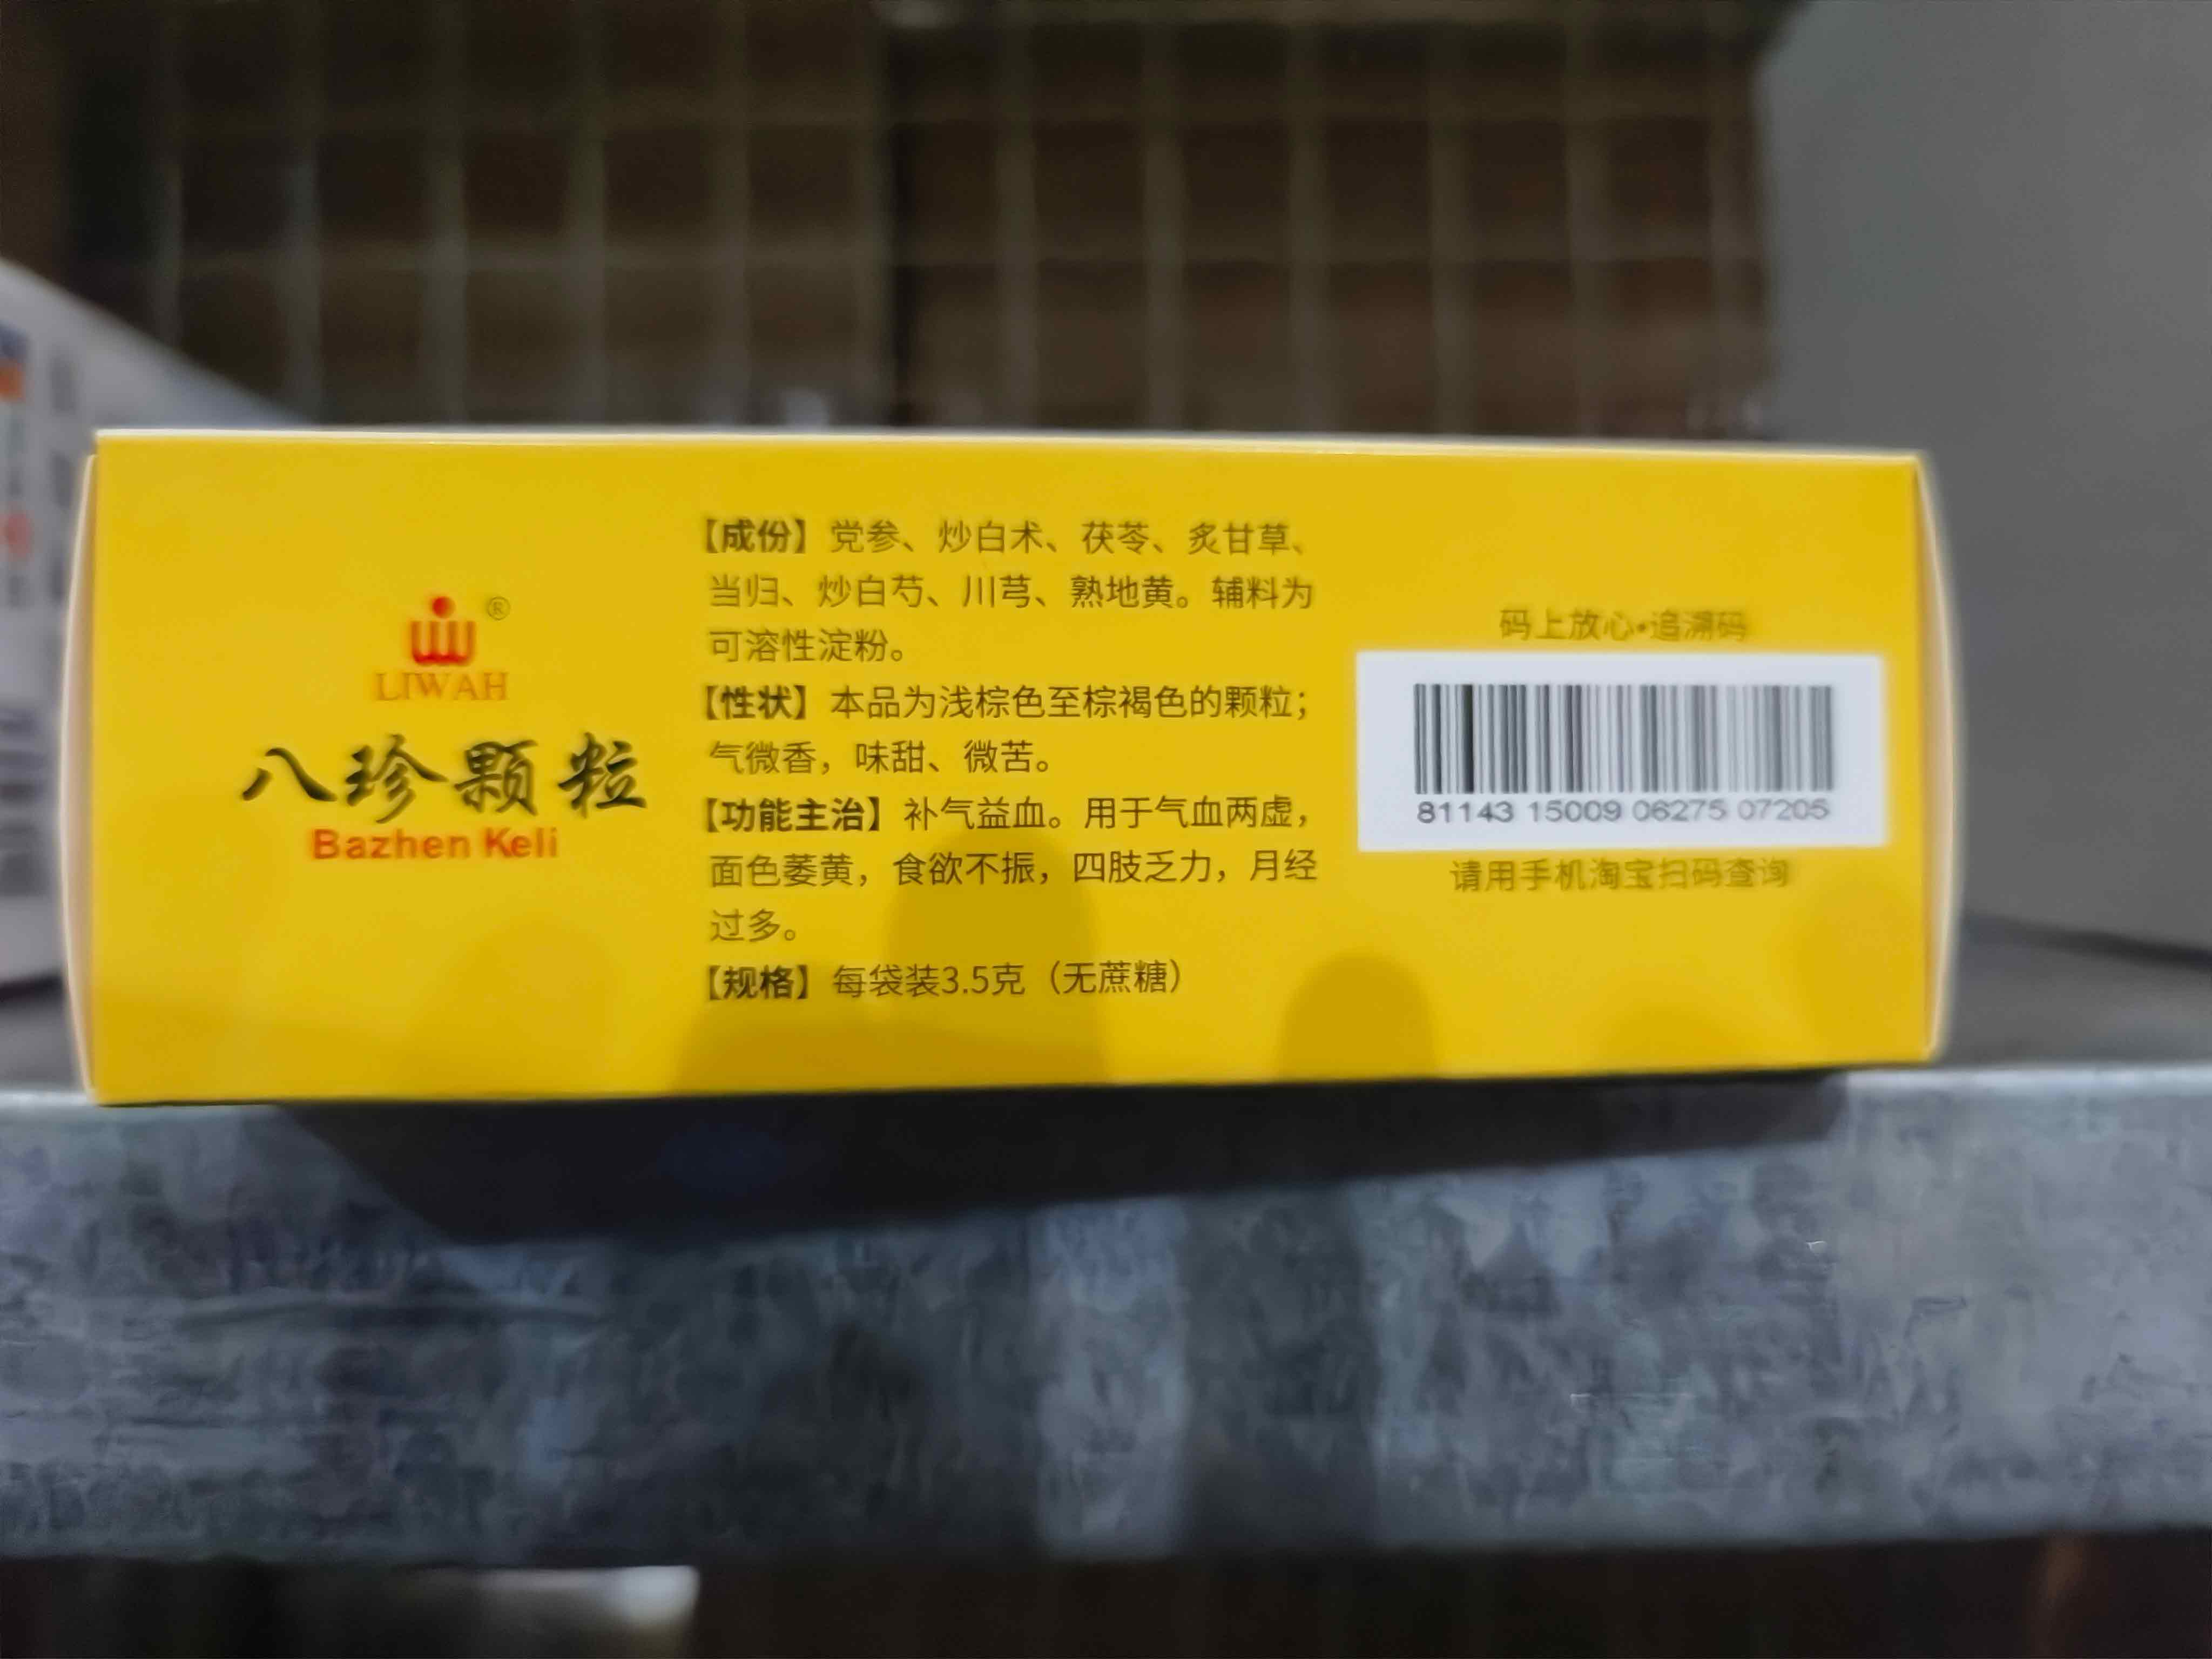 ®
LIWAH
八珍颗粒
Bazhen Keli
【成份】党参、炒白术、茯苓、炙甘草、
当归、炒白芍、川芎、熟地黄。辅料为
可溶性淀粉。
【性状】本品为浅棕色至棕褐色的颗粒；
气微香，味甜、微苦。
【功能主治】补气益血。用于气血两虚，
面色萎黄，食欲不振，四肢乏力，月经
过多。
【规格】每袋装3.5克（无蔗糖）
码上放心•追溯码
81143 15009 06275 07205
请用手机淘宝扫码查询